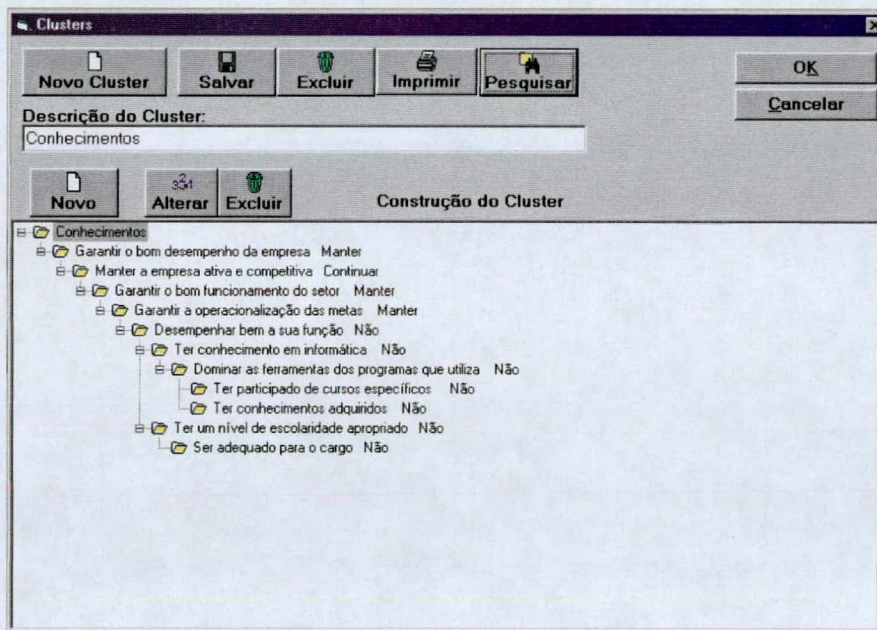 Clusters
Novo Cluster Salvar Excluir Imprimir Pesquisar OK
Cancelar
Descrição do Cluster:
Conhecimentos
Novo Alterar Excluir Construção do Cluster
Conhecimentos
Garantir o bom desempenho da empresa Manter
Manter a empresa ativa e competitiva Continuar
Garantir o bom funcionamento do setor Manter
Garantir a operacionalização das metas Manter
Desempenhar bem a sua função Não
Ter conhecimento em informática Não
Dominar as ferramentas dos programas que utiliza Não
Ter participado de cursos específicos Não
Ter conhecimentos adquiridos Não
Ter um nível de escolaridade apropriado Não
Ser adequado para o cargo Não